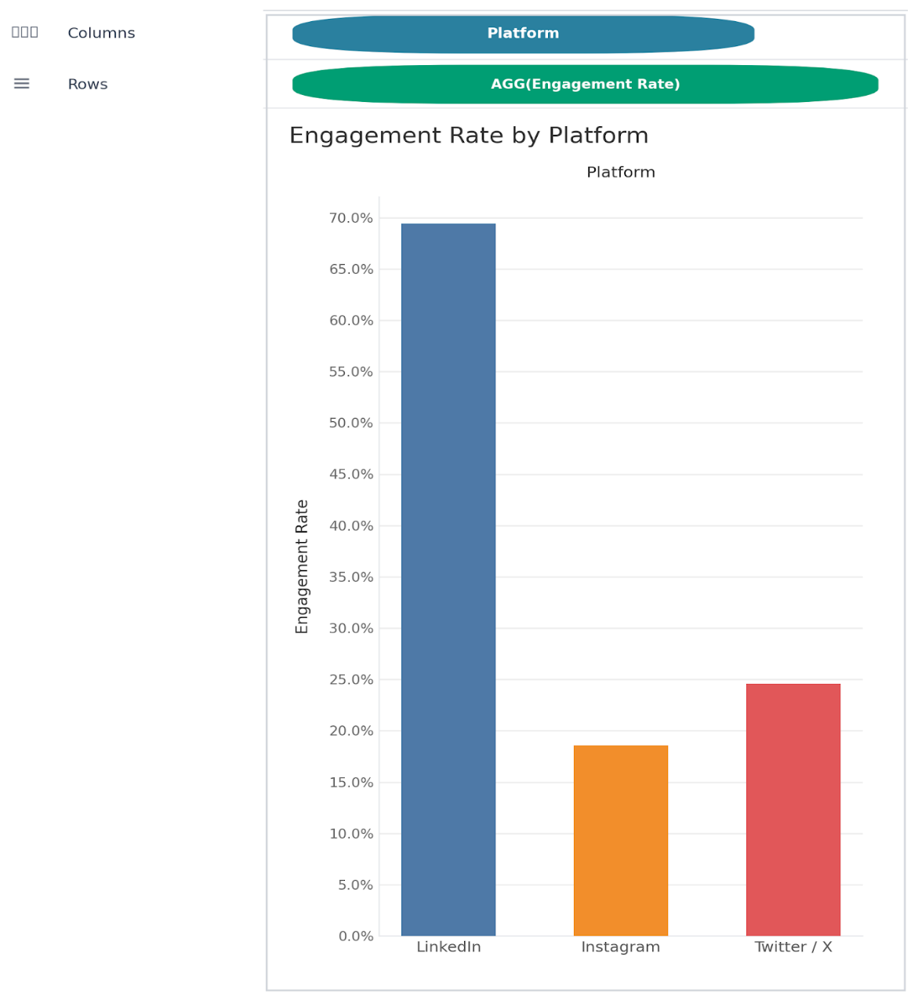 Columns
Platform
Rows
AGG(Engagement Rate)
Engagement Rate by Platform
Platform
70.0%
65.0%
60.0%
55.0%
50.0%
45.0%
40.0%
35.0%
30.0%
25.0%
20.0%
15.0%
10.0%
5.0%
0.0%
Engagement Rate
LinkedIn
Instagram
Twitter / X